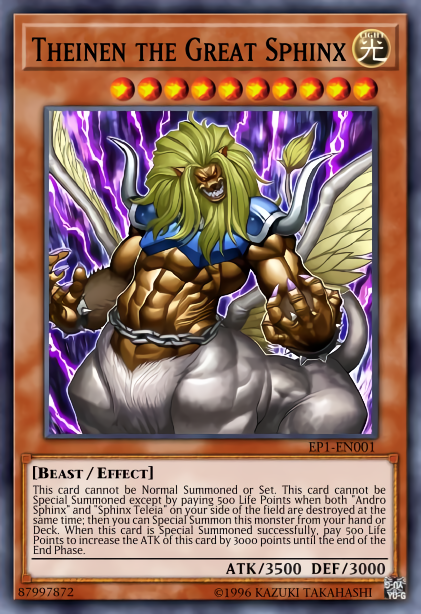 THEINEN THE GREAT SPHINX
LIGHT
光
EP1-EN001
[BEAST / EFFECT]
This card cannot be Normal Summoned or Set. This card cannot be
Special Summoned except by paying 500 Life Points when both "Andro
Sphinx" and "Sphinx Teleia" on your side of the field are destroyed at
the same time; then you can Special Summon this monster from your hand or
Deck. When this card is Special Summoned successfully, pay 500 Life
Points to increase the ATK of this card by 3000 points until the end of the
End Phase.
ATK/3500 DEF/3000
87997872
©1996 KAZUKI TAKAHASHI